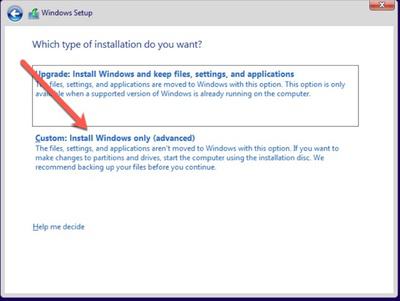 Windows Setup
Which type of installation do you want?
Upgrade: Install Windows and keep files, settings, and applications
The files, settings, and applications are moved to Windows with this option. This option is only
available when a supported version of Windows is already running on the computer.
Custom: Install Windows only (advanced)
The files, settings, and applications aren't moved to Windows with this option. If you want to
make changes to partitions and drives, start the computer using the installation disc. We
recommend backing up your files before you continue.
Help me decide